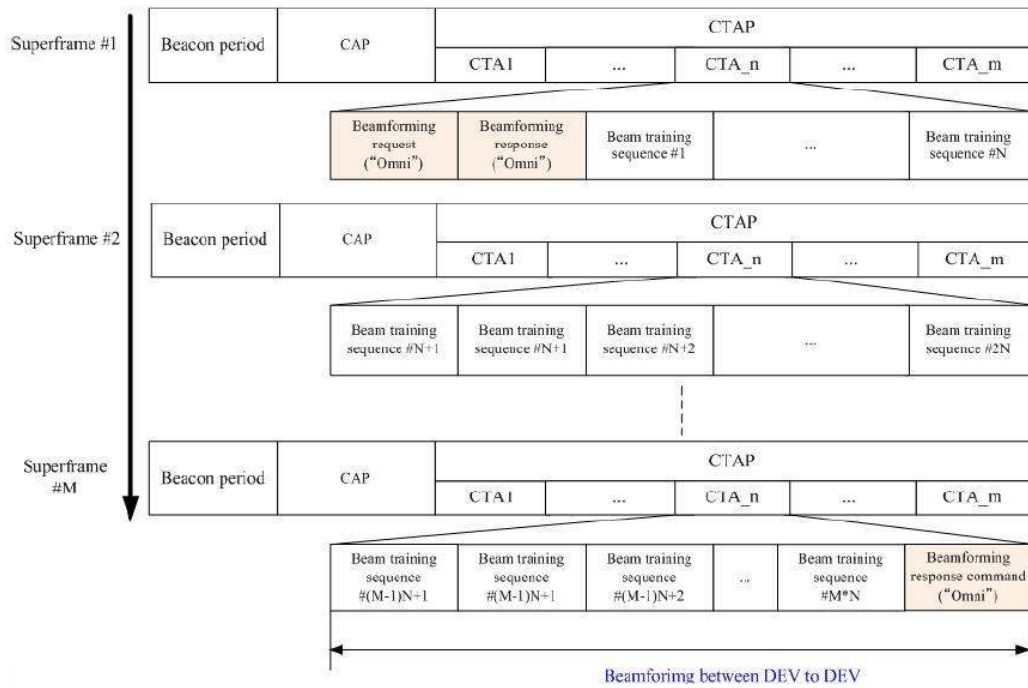 Superframe #1
Beacon period
CAP
CTAP
CTA1
...
CTA_n
...
CTA_m
Beamforming
request
("Omni")
Beamforming
response
("Omni")
Beam training
sequence #1
...
Beam training
sequence #N
Superframe #2
Beacon period
CAP
CTAP
CTA1
...
CTA_n
...
CTA_m
Beam training
sequence #N+1
Beam training
sequence #N+1
Beam training
sequence #N+2
...
Beam training
sequence #2N
Superframe
#M
Beacon period
CAP
CTAP
CTA1
...
CTA_n
...
CTA_m
Beam training
sequence
#(M-1)N+1
Beam training
sequence
#(M-1)N+1
Beam training
sequence
#(M-1)N+2
...
Beam training
sequence
#M*N
Beamforming
response command
("Omni")
Beamforimg between DEV to DEV